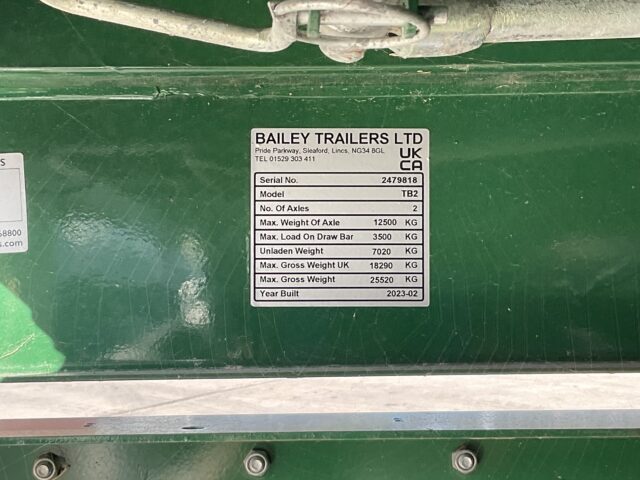 BAILEY TRAILERS LTD
Pride Parkway, Sleaford, Lincs, NG34 8GL
TEL 01529 303 411
UK
CA
Serial No. 2479818
Model TB2
No. Of Axles 2
Max. Weight Of Axle 12500 KG
Max. Load On Draw Bar 3500 KG
Unladen Weight 7020 KG
Max. Gross Weight UK 18290 KG
Max. Gross Weight 25520 KG
Year Built 2023-02
S
68800
s.com